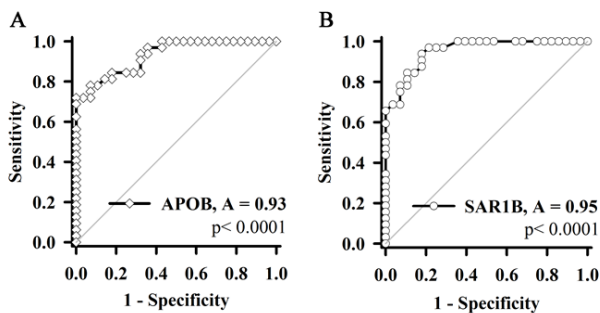 A
Sensitivity
1.0
0.8
0.6
0.4
0.2
0.0
APOB, A = 0.93
p< 0.0001
0.0 0.2 0.4 0.6 0.8 1.0
1 - Specificity
B
Sensitivity
1.0
0.8
0.6
0.4
0.2
0.0
SAR1B, A = 0.95
p< 0.0001
0.0 0.2 0.4 0.6 0.8 1.0
1 - Specificity